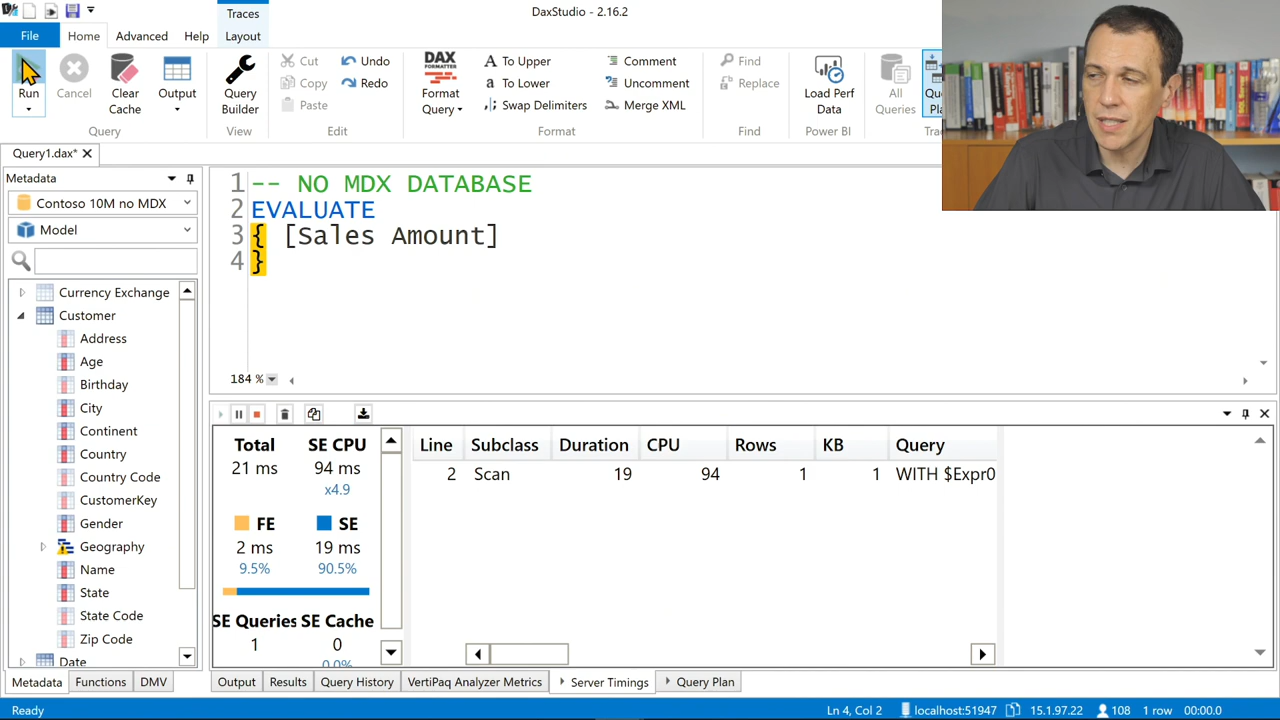 DaxStudio - 2.16.2
Traces
File
Home
Advanced
Help
Layout
Run
Cancel
Clear Cache
Output
Query Builder
DAX FORMATTER
Format Query
Cut
Copy
Paste
Undo
Redo
To Upper
To Lower
Swap Delimiters
Comment
Uncomment
Merge XML
Find
Replace
Load Perf Data
All Queries
Query
View
Edit
Format
Find
Power BI
Query1.dax*
Metadata
Contoso 10M no MDX
Model
Currency Exchange
Customer
Address
Age
Birthday
City
Continent
Country
Country Code
CustomerKey
Gender
Geography
Name
State
State Code
Zip Code
Date
Metadata
Functions
DMV
1 -- NO MDX DATABASE
2 EVALUATE
3 { [Sales Amount]
4 }
184 %
Total
SE CPU
21 ms
94 ms
x4.9
FE
SE
2 ms
19 ms
9.5%
90.5%
SE Queries
SE Cache
1
0
0.0%
Line Subclass Duration CPU Rows KB Query
2 Scan 19 94 1 1 WITH $Expr0
Output
Results
Query History
VertiPaq Analyzer Metrics
Server Timings
Query Plan
Ready
Ln 4, Col 2
localhost:51947
15.1.97.22
108
1 row
00:00.0